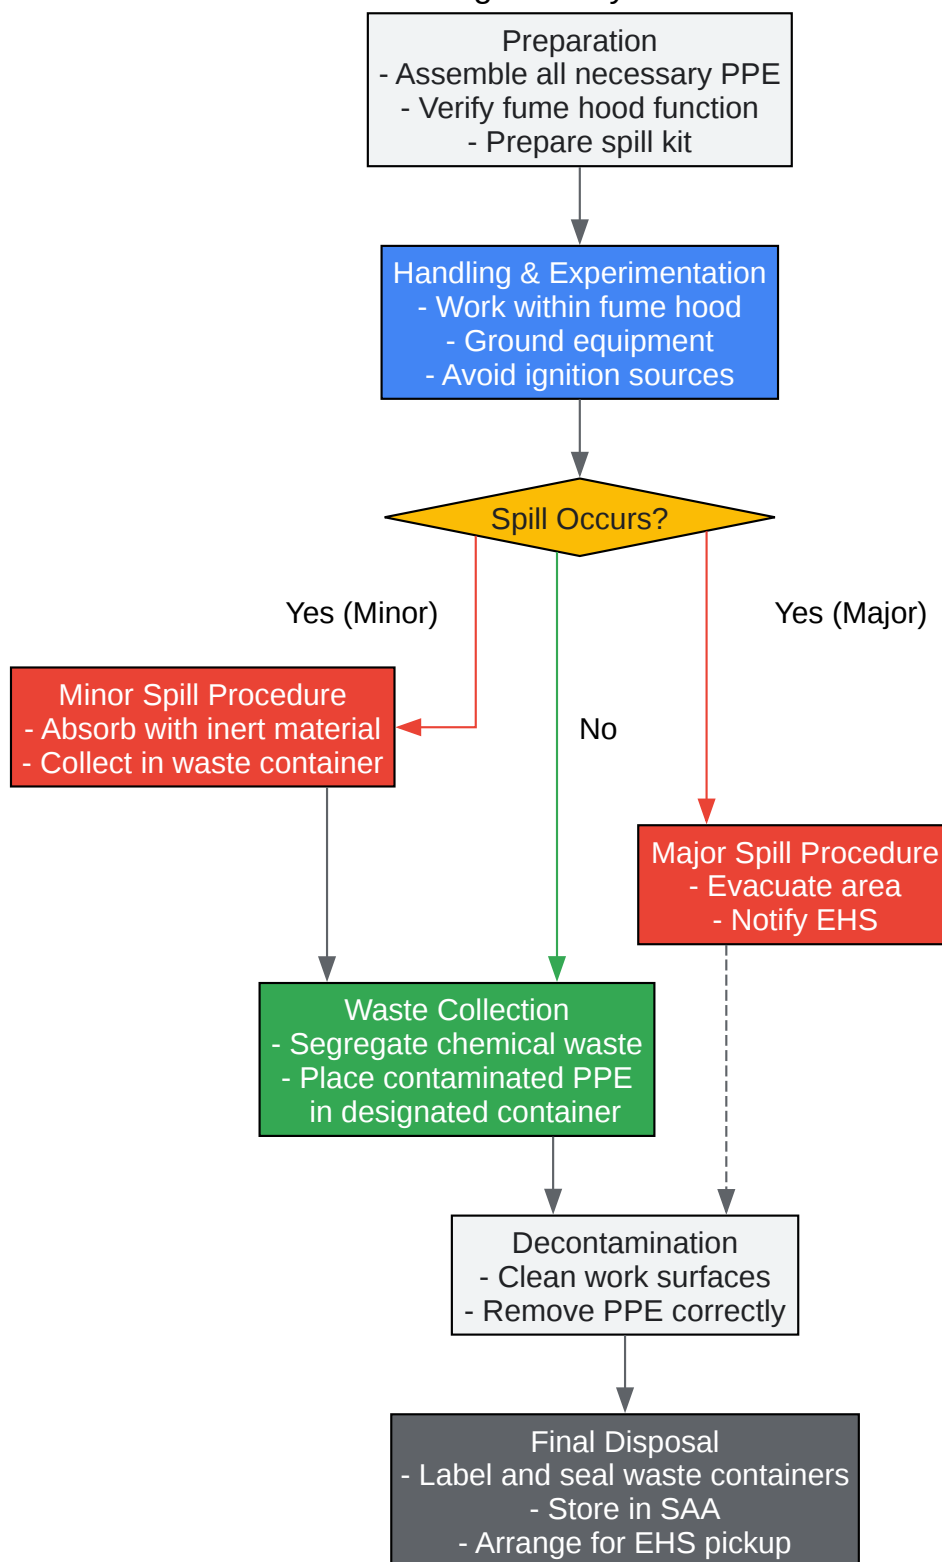 Preparation
- Assemble all necessary PPE
- Verify fume hood function
- Prepare spill kit
Handling & Experimentation
- Work within fume hood
- Ground equipment
- Avoid ignition sources
Spill Occurs?
Yes (Minor)
Yes (Major)
Minor Spill Procedure
- Absorb with inert material
- Collect in waste container
No
Major Spill Procedure
- Evacuate area
- Notify EHS
Waste Collection
- Segregate chemical waste
- Place contaminated PPE
in designated container
Decontamination
- Clean work surfaces
- Remove PPE correctly
Final Disposal
- Label and seal waste containers
- Store in SAA
- Arrange for EHS pickup